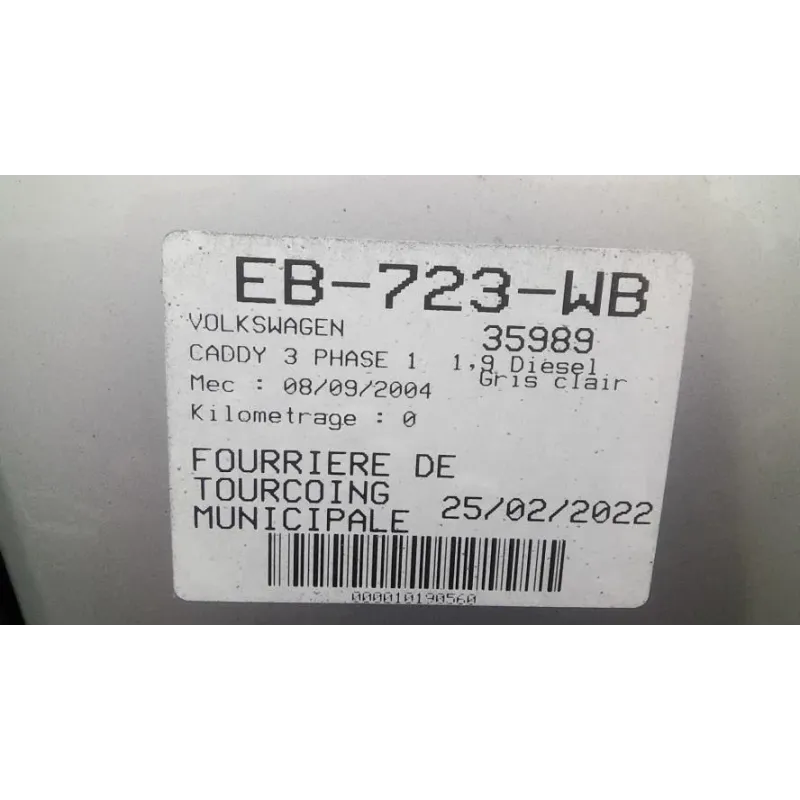 EB-723-WB
VOLKSWAGEN 35989
CADDY 3 PHASE 1 1,9 Diesel
Mec : 08/09/2004 Gris clair
Kilometrage : 0
FOURRIERE DE
TOURCOING
MUNICIPALE 25/02/2022
000010190560